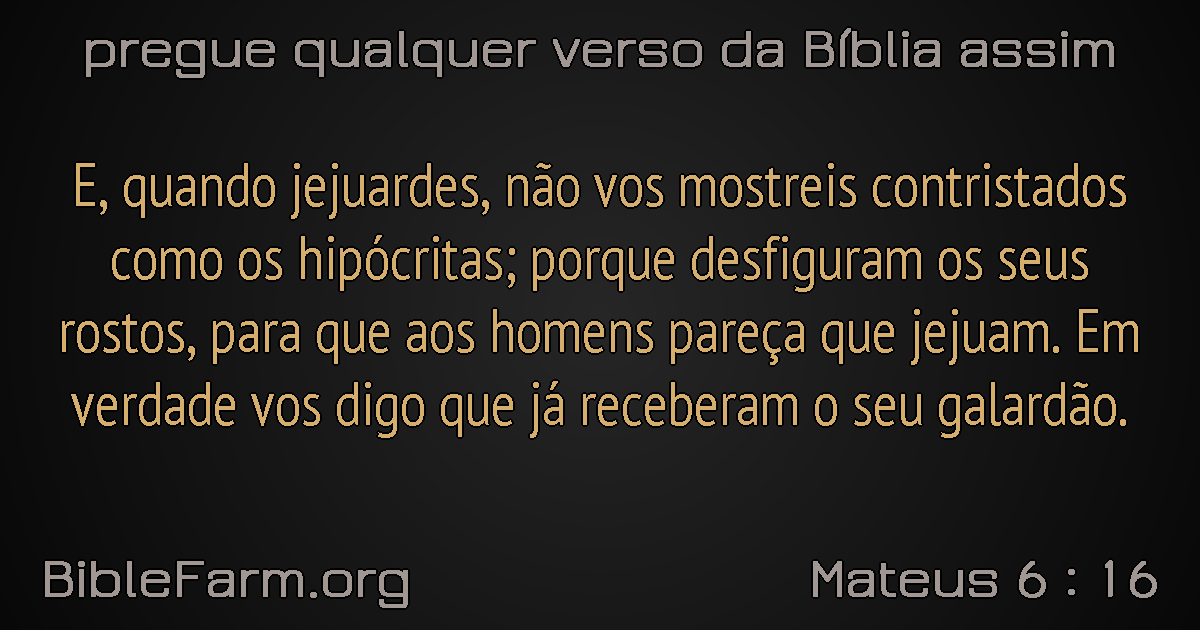 pregue qualquer verso da Bíblia assim
E, quando jejuardes, não vos mostreis contristados
como os hipócritas; porque desfiguram os seus
rostos, para que aos homens pareça que jejuam. Em
verdade vos digo que já receberam o seu galardão.
BibleFarm.org
Mateus 6 : 16